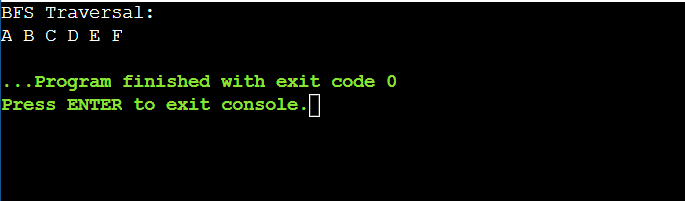 BFS Traversal:
A B C D E F
...Program finished with exit code 0
Press ENTER to exit console.